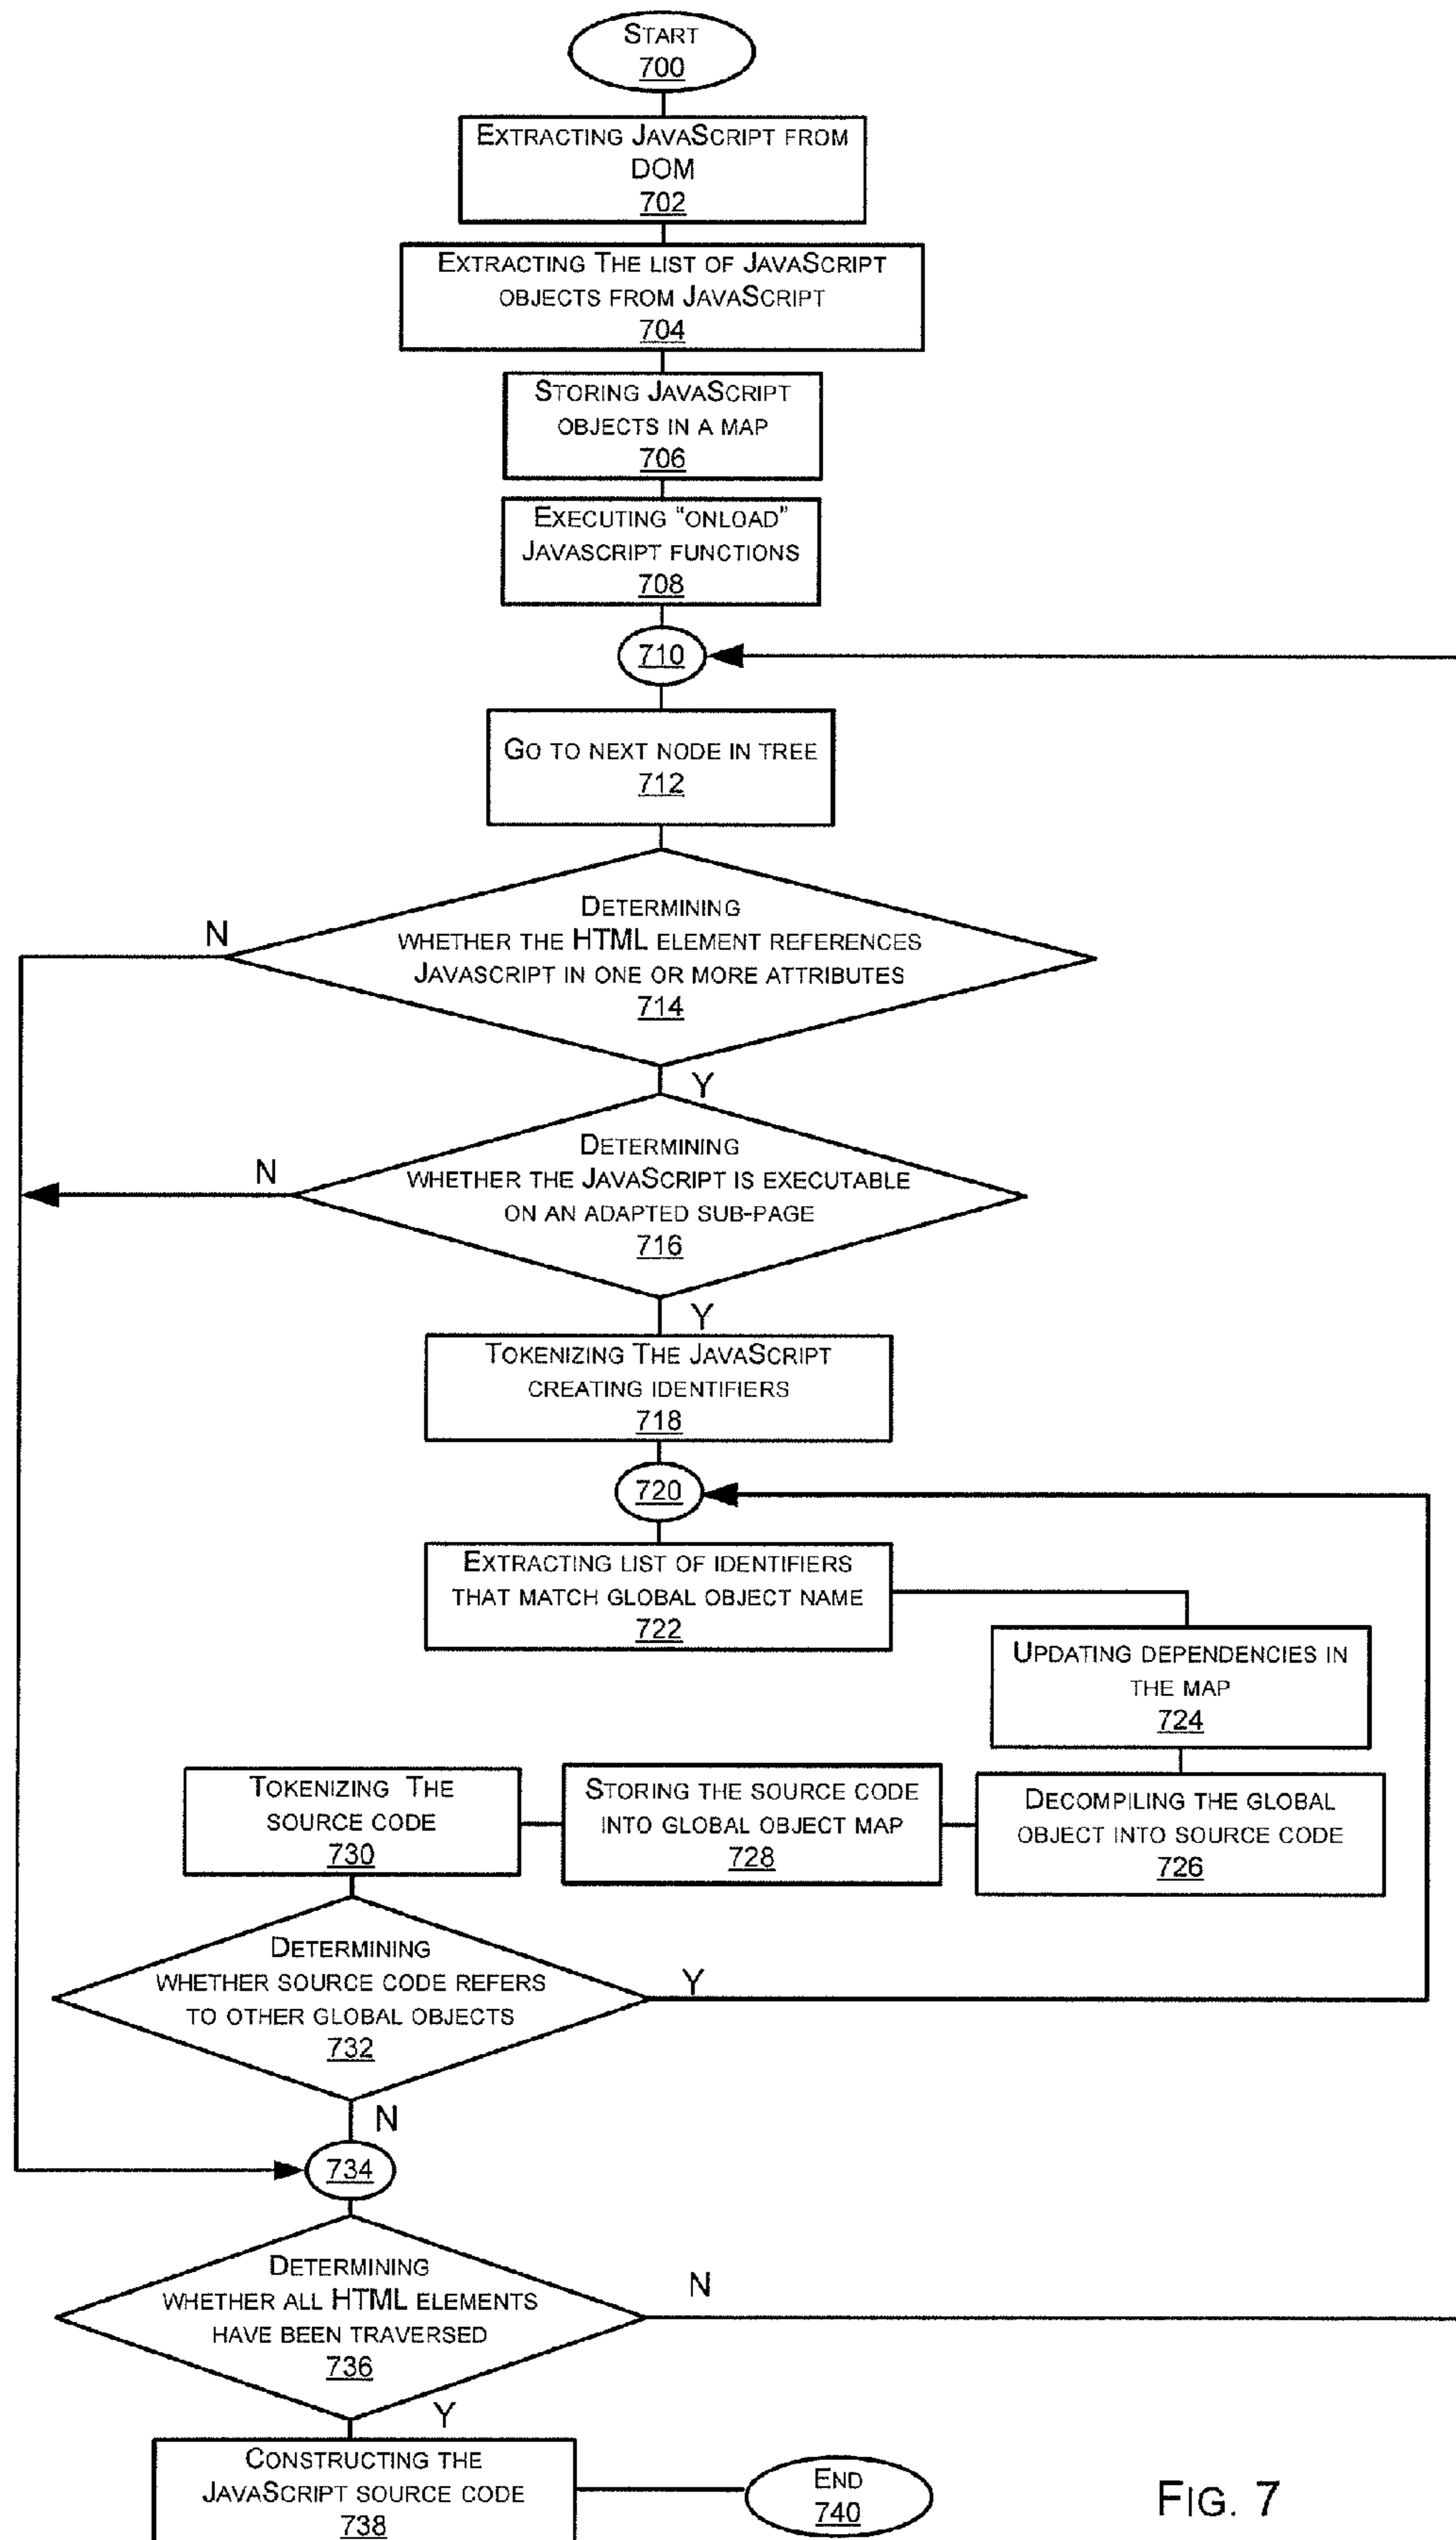 START
700
EXTRACTING JAVASCRIPT FROM
DOM
702
EXTRACTING THE LIST OF JAVASCRIPT
OBJECTS FROM JAVASCRIPT
704
STORING JAVASCRIPT
OBJECTS IN A MAP
706
EXECUTING “ONLOAD”
JAVASCRIPT FUNCTIONS
708
710
GO TO NEXT NODE IN TREE
712
DETERMINING
WHETHER THE HTML ELEMENT REFERENCES
JAVASCRIPT IN ONE OR MORE ATTRIBUTES
714
N
Y
DETERMINING
WHETHER THE JAVASCRIPT IS EXECUTABLE
ON AN ADAPTED SUB-PAGE
716
N
Y
TOKENIZING THE JAVASCRIPT
CREATING IDENTIFIERS
718
720
EXTRACTING LIST OF IDENTIFIERS
THAT MATCH GLOBAL OBJECT NAME
722
UPDATING DEPENDENCIES IN
THE MAP
724
DECOMPILING THE GLOBAL
OBJECT INTO SOURCE CODE
726
STORING THE SOURCE CODE
INTO GLOBAL OBJECT MAP
728
TOKENIZING THE
SOURCE CODE
730
DETERMINING
WHETHER SOURCE CODE REFERS
TO OTHER GLOBAL OBJECTS
732
Y
N
734
DETERMINING
WHETHER ALL HTML ELEMENTS
HAVE BEEN TRAVERSED
736
N
Y
CONSTRUCTING THE
JAVASCRIPT SOURCE CODE
738
END
740
FIG. 7